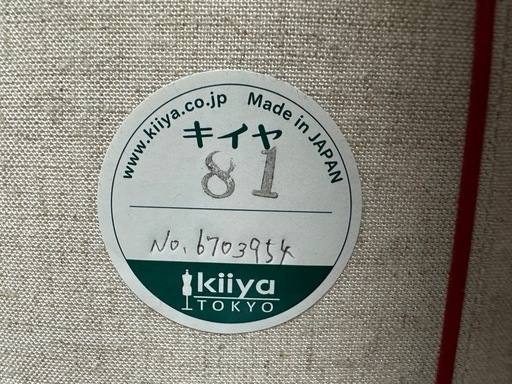 www.kiiya.co.jp Made in JAPAN
キイヤ
81
No. 6703954
kiiya
TOKYO